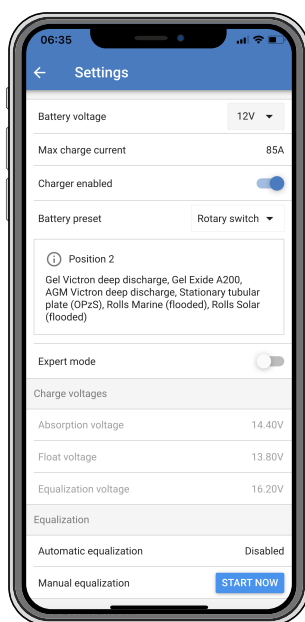 06:35
Settings
Battery voltage 12V
Max charge current 85A
Charger enabled
Battery preset Rotary switch
Position 2
Gel Victron deep discharge, Gel Exide A200,
AGM Victron deep discharge, Stationary tubular
plate (OPzS), Rolls Marine (flooded), Rolls Solar
(flooded)
Expert mode
Charge voltages
Absorption voltage 14.40V
Float voltage 13.80V
Equalization voltage 16.20V
Equalization
Automatic equalization Disabled
Manual equalization START NOW